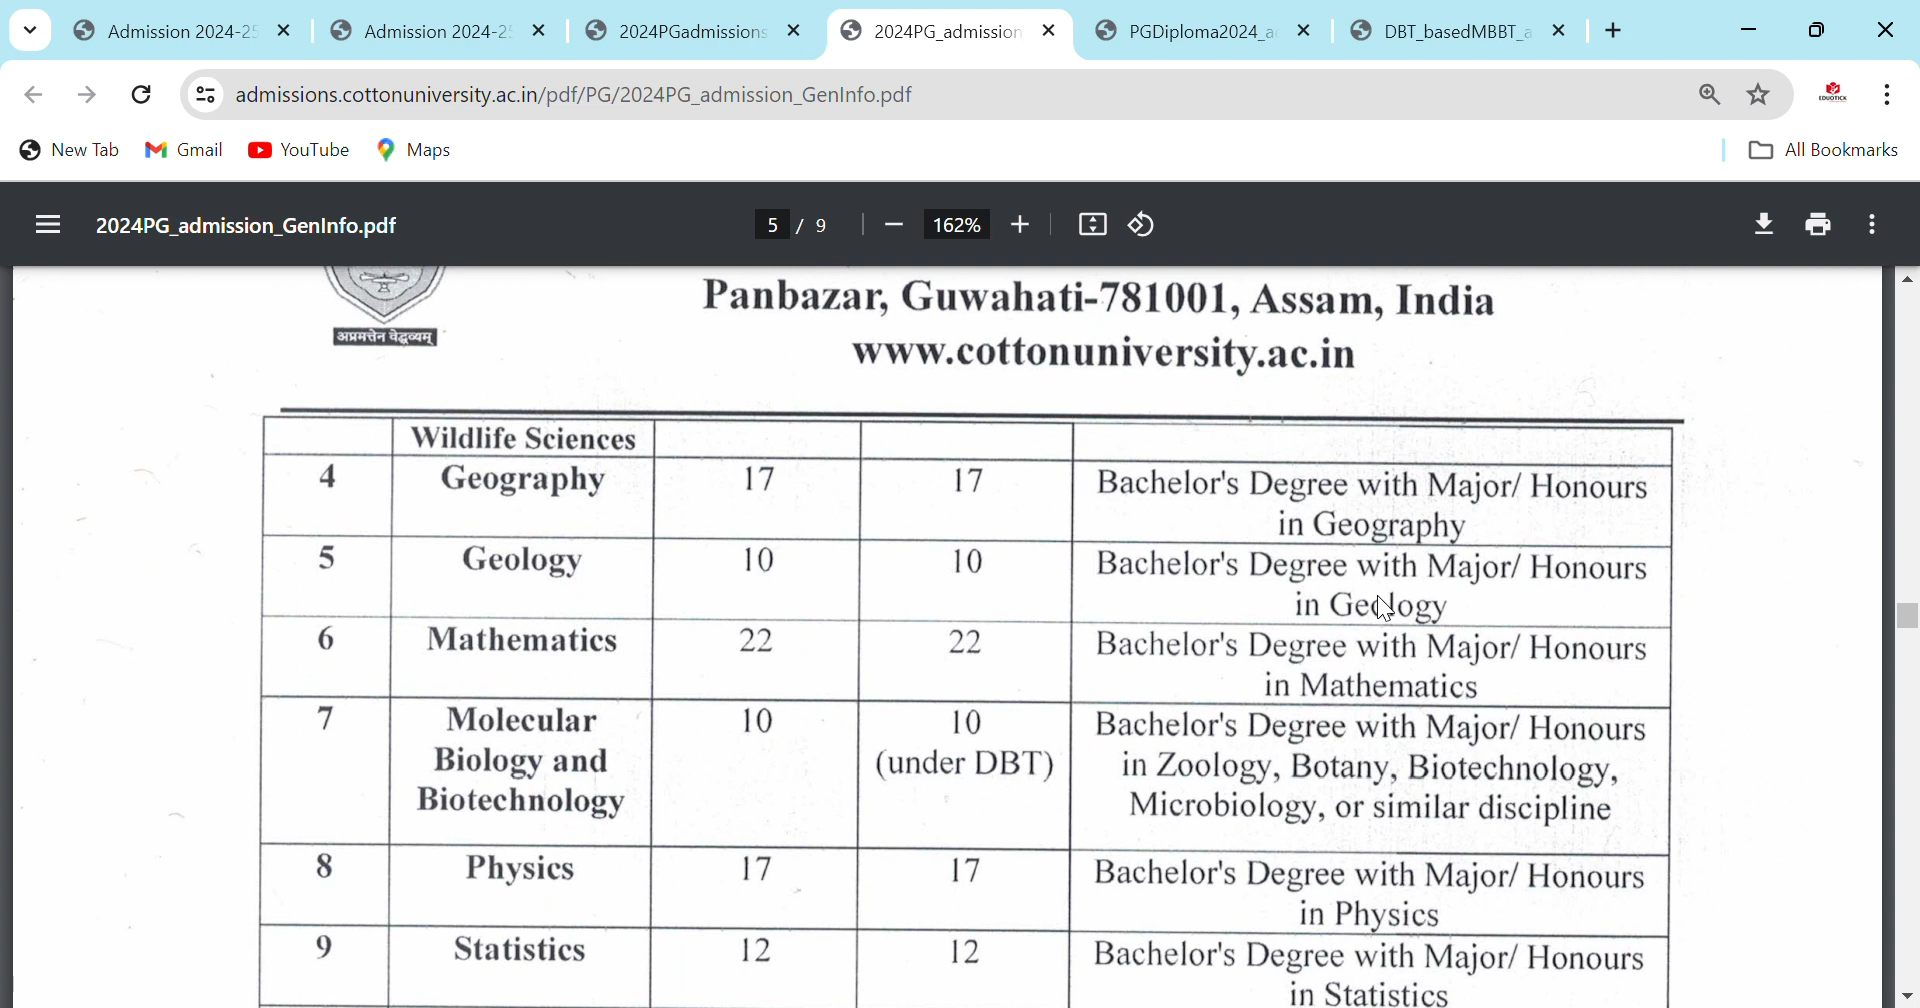 Admission 2024-25
Admission 2024-25
2024PGadmissions
2024PG_admission
PGDiploma2024_a
DBT_basedMBBT_a
admissions.cottonuniversity.ac.in/pdf/PG/2024PG_admission_GenInfo.pdf
EDUOTICK
New Tab
Gmail
YouTube
Maps
All Bookmarks
2024PG_admission_GenInfo.pdf
5 / 9
162%
अप्रमत्तेन वेद्धव्यम्
Panbazar, Guwahati-781001, Assam, India
www.cottonuniversity.ac.in
Wildlife Sciences
4 Geography 17 17 Bachelor's Degree with Major/ Honours
in Geography
5 Geology 10 10 Bachelor's Degree with Major/ Honours
in Geology
6 Mathematics 22 22 Bachelor's Degree with Major/ Honours
in Mathematics
7 Molecular 10 10 Bachelor's Degree with Major/ Honours
Biology and (under DBT) in Zoology, Botany, Biotechnology,
Biotechnology Microbiology, or similar discipline
8 Physics 17 17 Bachelor's Degree with Major/ Honours
in Physics
9 Statistics 12 12 Bachelor's Degree with Major/ Honours
in Statistics